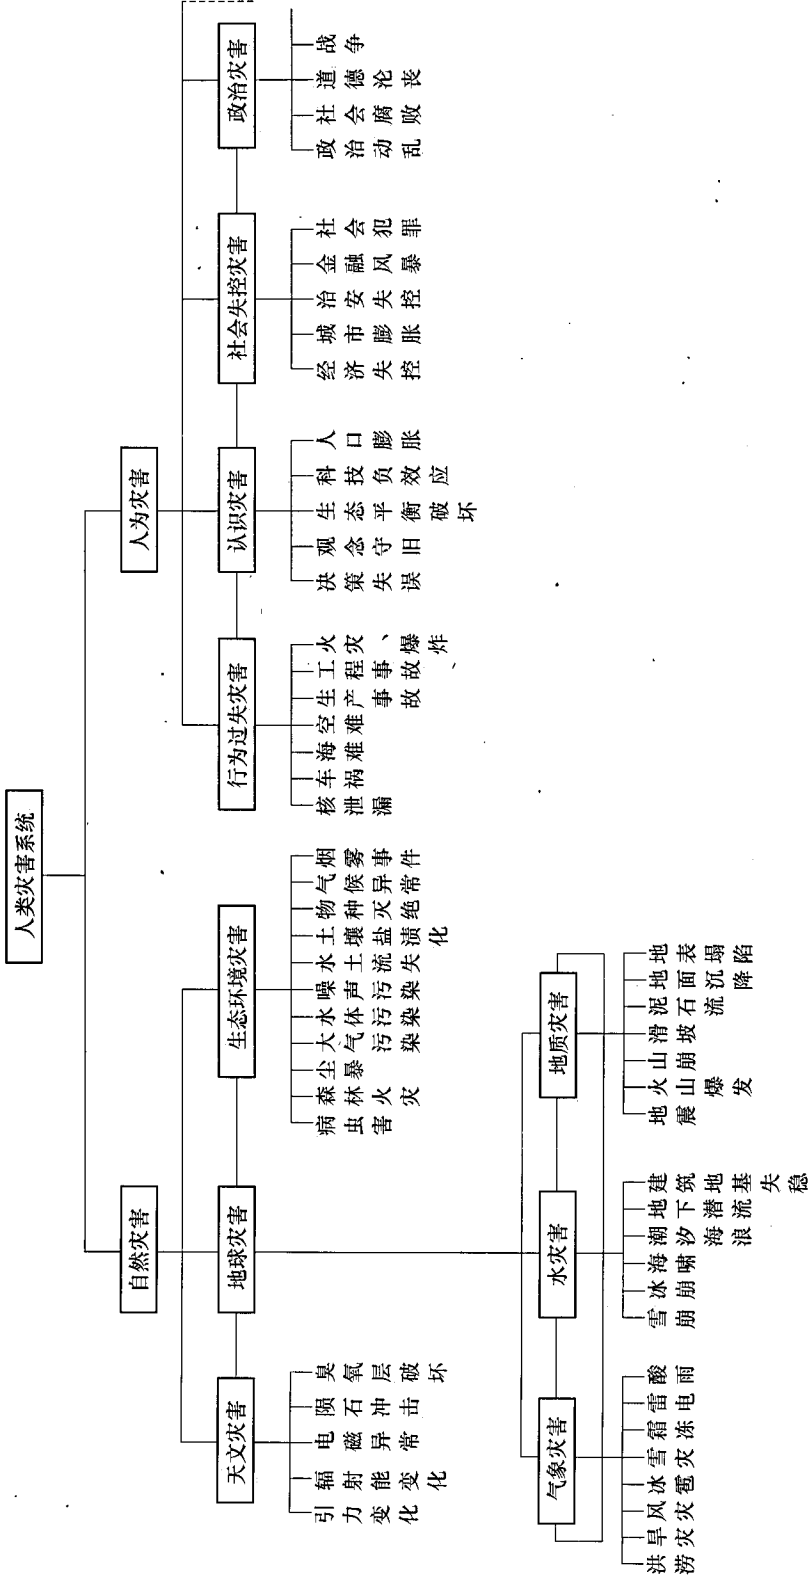 人类灾害系统
自然灾害
人为灾害
天文灾害
地球灾害
生态环境灾害
行为过失灾害
认识灾害
社会失控灾害
政治灾害
引力变化
辐射能变化
电磁异常
陨石冲击
臭氧层破坏
病虫害
森林火灾
尘暴
大气污染
水体污染
噪声污染
水土流失
土壤盐渍化
物种灭绝
气候异常
烟雾事件
核泄漏
车祸
海难
空难
生产事故
工程事故
火灾、爆炸
决策失误
观念守旧
生态平衡破坏
科技负效应
人口膨胀
经济失控
城市膨胀
治安失控
金融风暴
社会犯罪
政治动乱
社会腐败
道德沦丧
战争
气象灾害
水灾害
地质灾害
洪涝
旱灾
风灾
冰雹
雪灾
霜冻
雷电
酸雨
雪崩
冰崩
海啸
潮汐海浪
地下潜流
建筑地基失稳
地震
火山爆发
山崩
滑坡
泥石流
地面沉降
地表塌陷